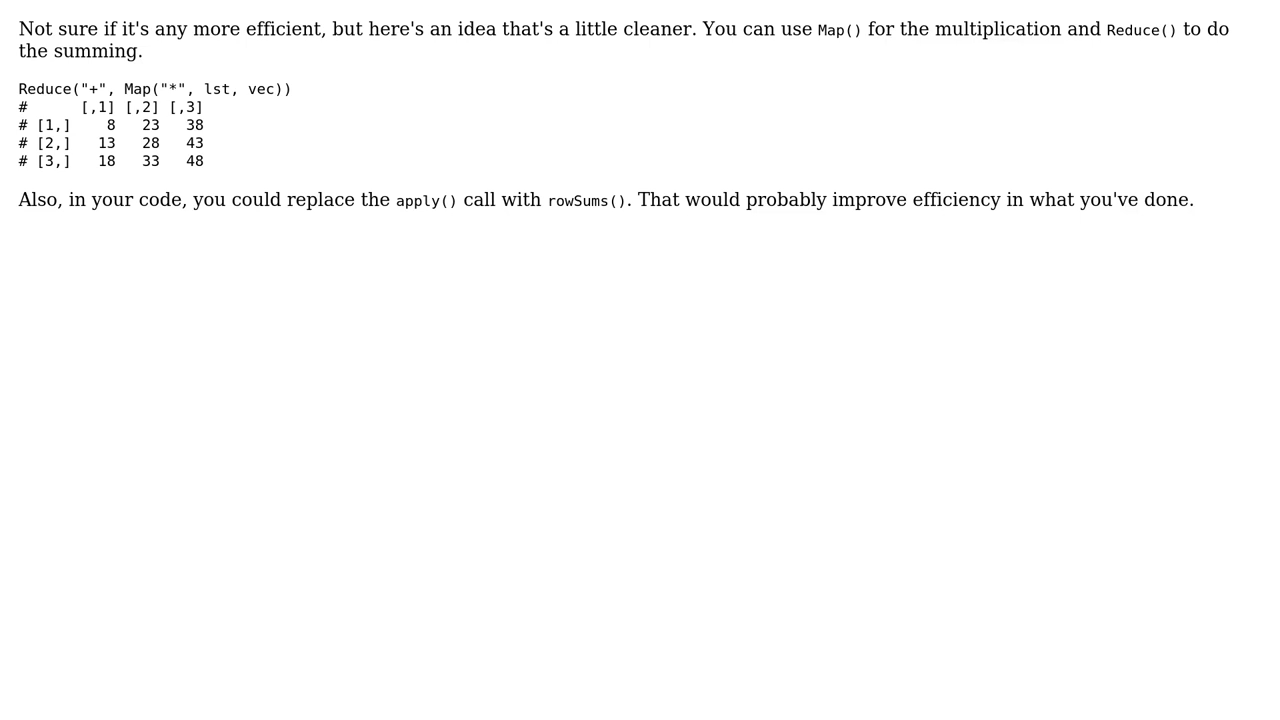 Not sure if it's any more efficient, but here's an idea that's a little cleaner. You can use Map() for the multiplication and Reduce() to do
the summing.
Reduce("+", Map("*", lst, vec))
#      [,1] [,2] [,3]
# [1,]    8   23   38
# [2,]   13   28   43
# [3,]   18   33   48
Also, in your code, you could replace the apply() call with rowSums(). That would probably improve efficiency in what you've done.